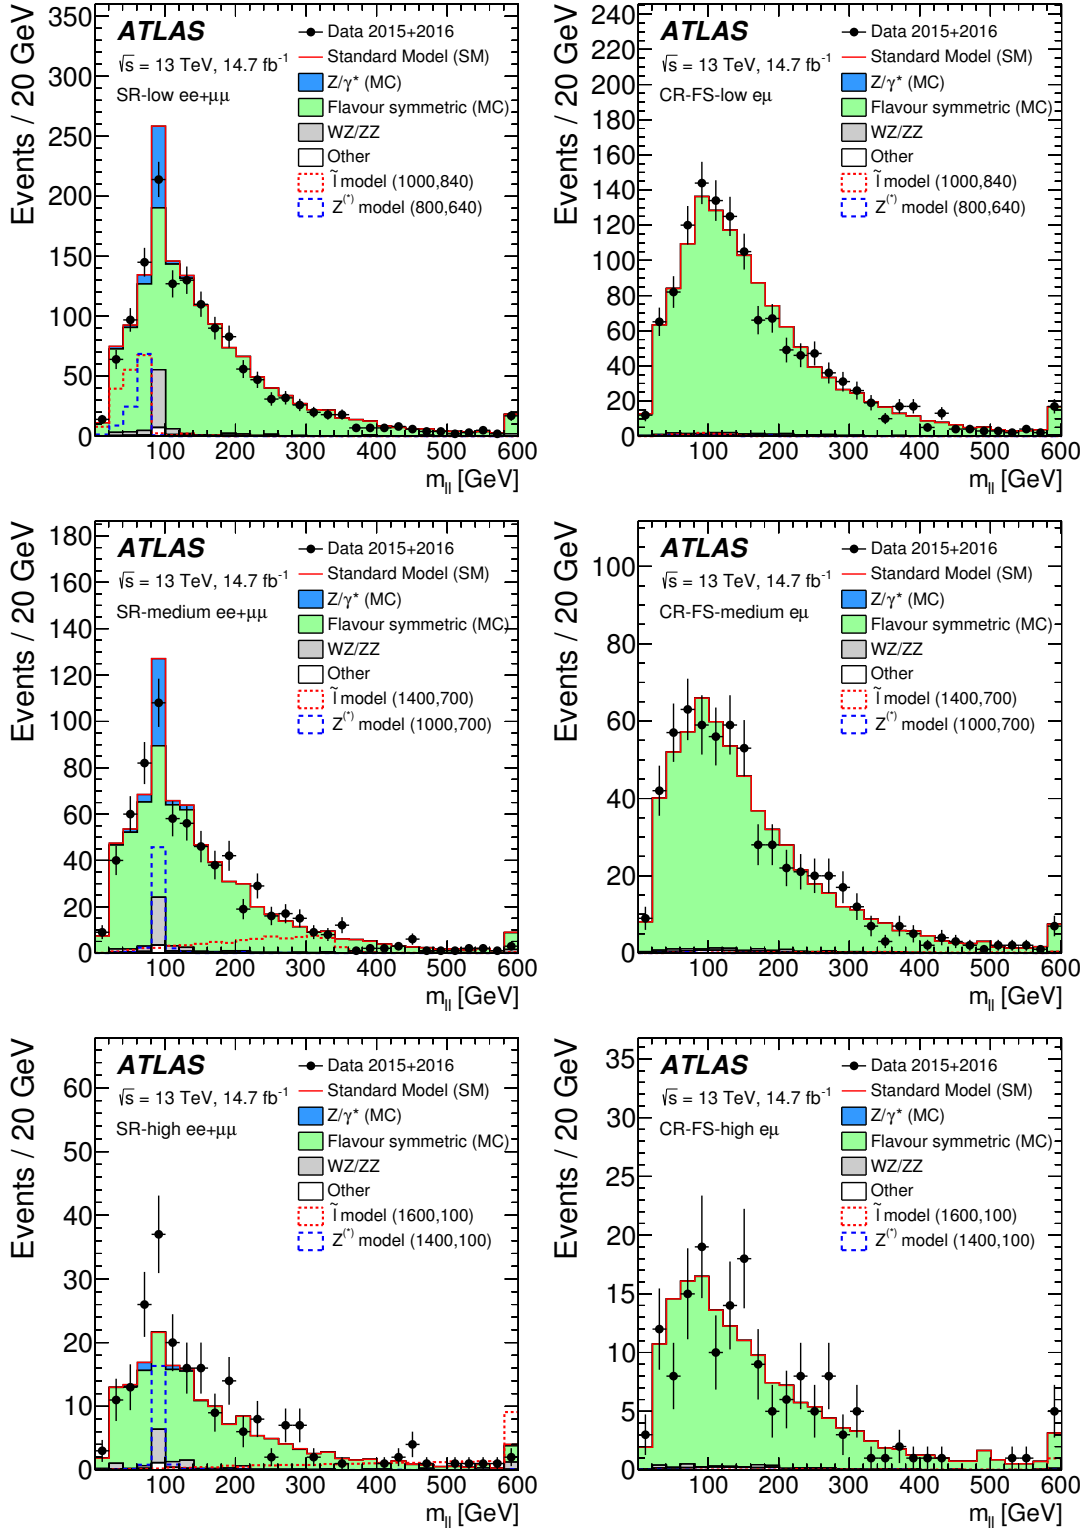 Events / 20 GeV
350
300
250
200
150
100
50
0
ATLAS
√s = 13 TeV, 14.7 fb⁻¹
SR-low ee+μμ
Data 2015+2016
Standard Model (SM)
Z/γ* (MC)
Flavour symmetric (MC)
WZ/ZZ
Other
l̃ model (1000,840)
Z(*) model (800,640)
100 200 300 400 500 600
m_ll [GeV]
Events / 20 GeV
240
220
200
180
160
140
120
100
80
60
40
20
0
ATLAS
√s = 13 TeV, 14.7 fb⁻¹
CR-FS-low eμ
Data 2015+2016
Standard Model (SM)
Z/γ* (MC)
Flavour symmetric (MC)
WZ/ZZ
Other
l̃ model (1000,840)
Z(*) model (800,640)
100 200 300 400 500 600
m_ll [GeV]
Events / 20 GeV
180
160
140
120
100
80
60
40
20
0
ATLAS
√s = 13 TeV, 14.7 fb⁻¹
SR-medium ee+μμ
Data 2015+2016
Standard Model (SM)
Z/γ* (MC)
Flavour symmetric (MC)
WZ/ZZ
Other
l̃ model (1400,700)
Z(*) model (1000,700)
100 200 300 400 500 600
m_ll [GeV]
Events / 20 GeV
100
80
60
40
20
0
ATLAS
√s = 13 TeV, 14.7 fb⁻¹
CR-FS-medium eμ
Data 2015+2016
Standard Model (SM)
Z/γ* (MC)
Flavour symmetric (MC)
WZ/ZZ
Other
l̃ model (1400,700)
Z(*) model (1000,700)
100 200 300 400 500 600
m_ll [GeV]
Events / 20 GeV
60
50
40
30
20
10
0
ATLAS
√s = 13 TeV, 14.7 fb⁻¹
SR-high ee+μμ
Data 2015+2016
Standard Model (SM)
Z/γ* (MC)
Flavour symmetric (MC)
WZ/ZZ
Other
l̃ model (1600,100)
Z(*) model (1400,100)
100 200 300 400 500 600
m_ll [GeV]
Events / 20 GeV
35
30
25
20
15
10
5
0
ATLAS
√s = 13 TeV, 14.7 fb⁻¹
CR-FS-high eμ
Data 2015+2016
Standard Model (SM)
Z/γ* (MC)
Flavour symmetric (MC)
WZ/ZZ
Other
l̃ model (1600,100)
Z(*) model (1400,100)
100 200 300 400 500 600
m_ll [GeV]